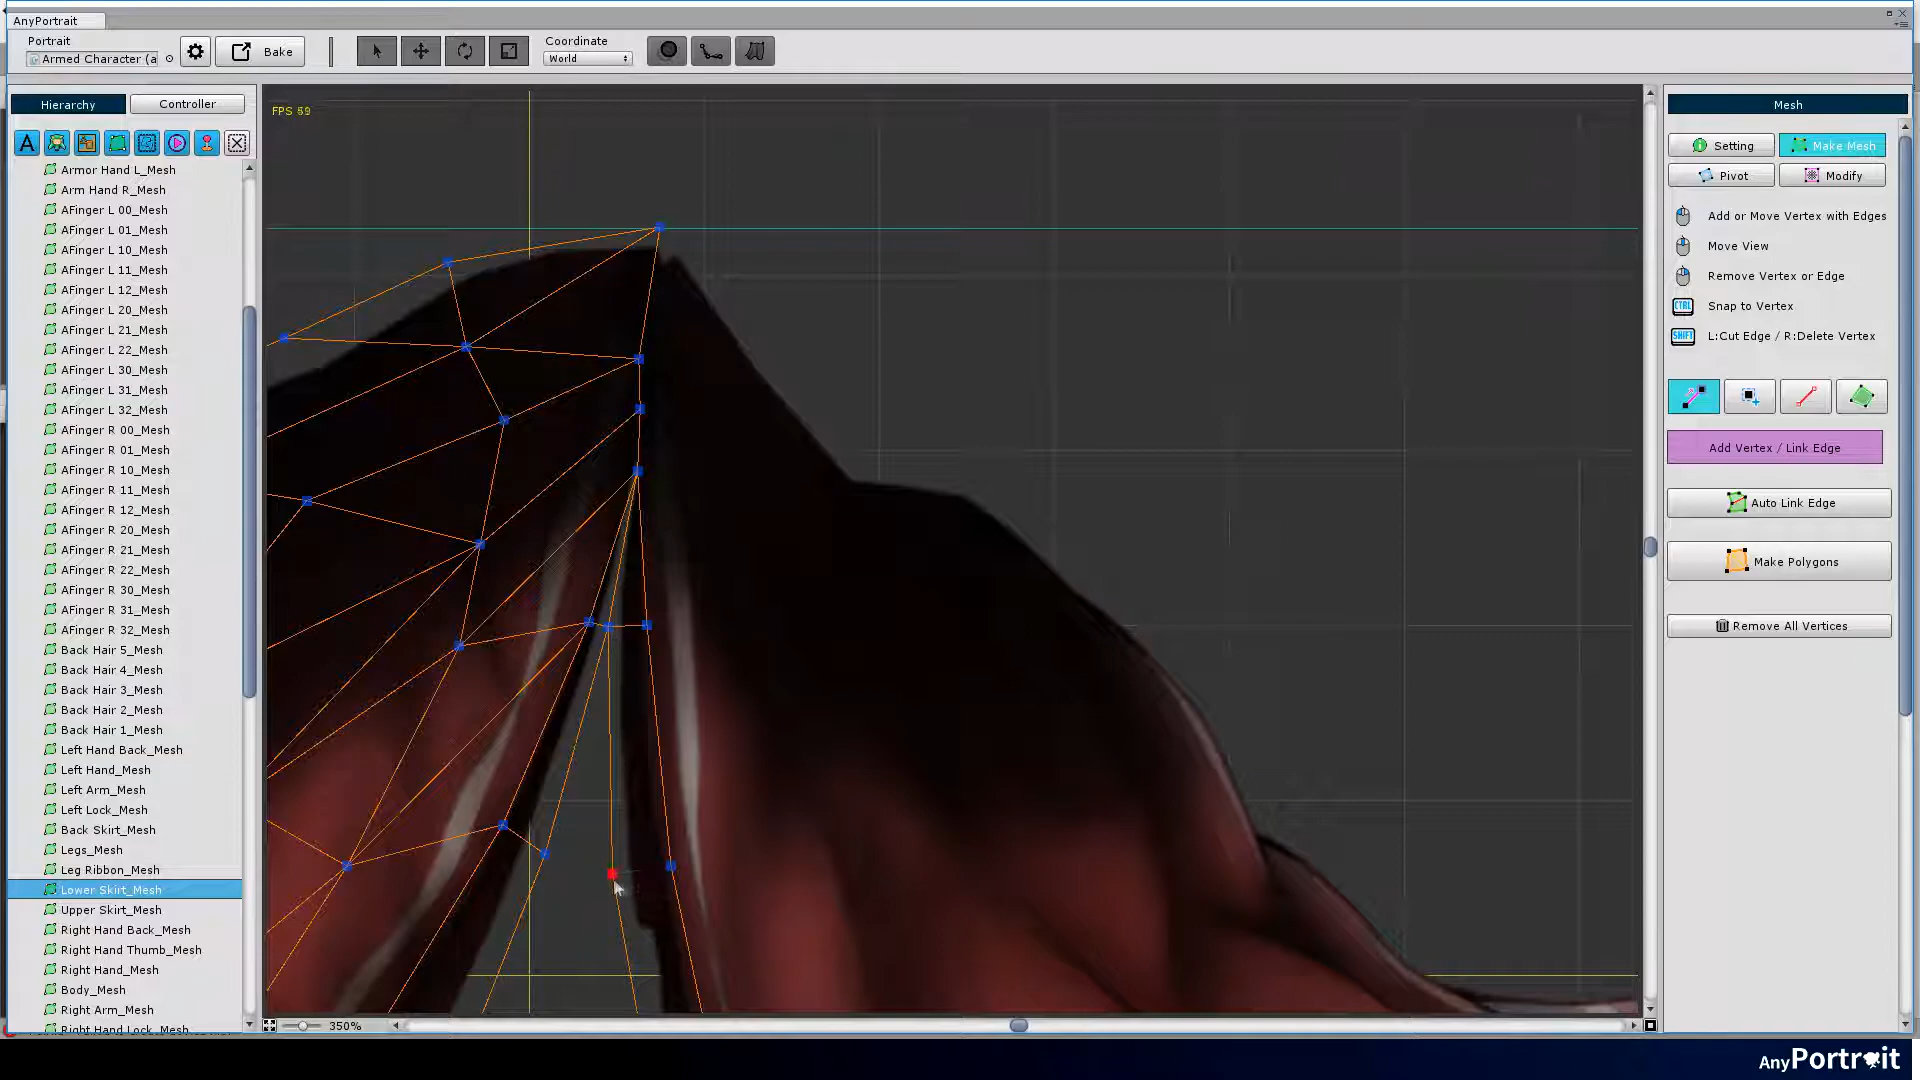 AnyPortrait
Portrait
Armed Character (a
Bake
Coordinate
World
Hierarchy
Controller
FPS 59
Armor Hand L_Mesh
Arm Hand R_Mesh
AFinger L 00_Mesh
AFinger L 01_Mesh
AFinger L 10_Mesh
AFinger L 11_Mesh
AFinger L 12_Mesh
AFinger L 20_Mesh
AFinger L 21_Mesh
AFinger L 22_Mesh
AFinger L 30_Mesh
AFinger L 31_Mesh
AFinger L 32_Mesh
AFinger R 00_Mesh
AFinger R 01_Mesh
AFinger R 10_Mesh
AFinger R 11_Mesh
AFinger R 12_Mesh
AFinger R 20_Mesh
AFinger R 21_Mesh
AFinger R 22_Mesh
AFinger R 30_Mesh
AFinger R 31_Mesh
AFinger R 32_Mesh
Back Hair 5_Mesh
Back Hair 4_Mesh
Back Hair 3_Mesh
Back Hair 2_Mesh
Back Hair 1_Mesh
Left Hand Back_Mesh
Left Hand_Mesh
Left Arm_Mesh
Left Lock_Mesh
Back Skirt_Mesh
Legs_Mesh
Leg Ribbon_Mesh
Lower Skirt_Mesh
Upper Skirt_Mesh
Right Hand Back_Mesh
Right Hand Thumb_Mesh
Right Hand_Mesh
Body_Mesh
Right Arm_Mesh
Right Hand Lock_Mesh
350%
Mesh
Setting
Make Mesh
Pivot
Modify
Add or Move Vertex with Edges
Move View
Remove Vertex or Edge
CTRL
Snap to Vertex
SHIFT
L:Cut Edge / R:Delete Vertex
Add Vertex / Link Edge
Auto Link Edge
Make Polygons
Remove All Vertices
AnyPortrait